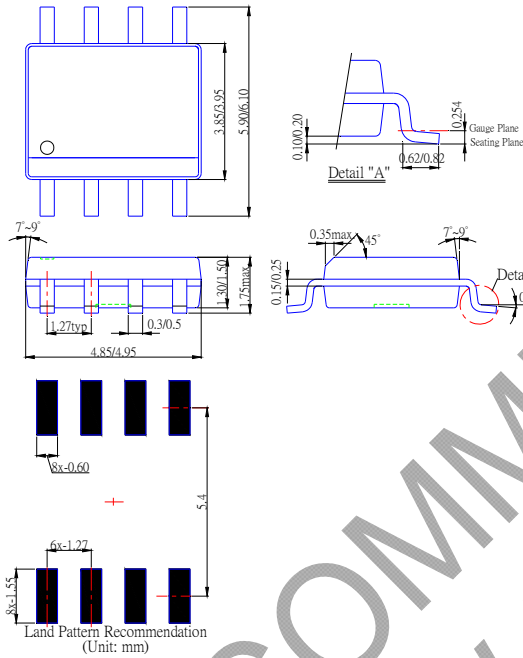 3.85/3.95
5.90/6.10
0.10/0.20
0.254
Gauge Plane
Seating Plane
0.62/0.82
Detail "A"
7°~9°
1.30/1.50
1.75max
1.27typ
0.3/0.5
4.85/4.95
0.35max
45°
7°~9°
0.15/0.25
Detai
0
8x-0.60
5.4
6x-1.27
8x-1.55
Land Pattern Recommendation
(Unit: mm)
COMM